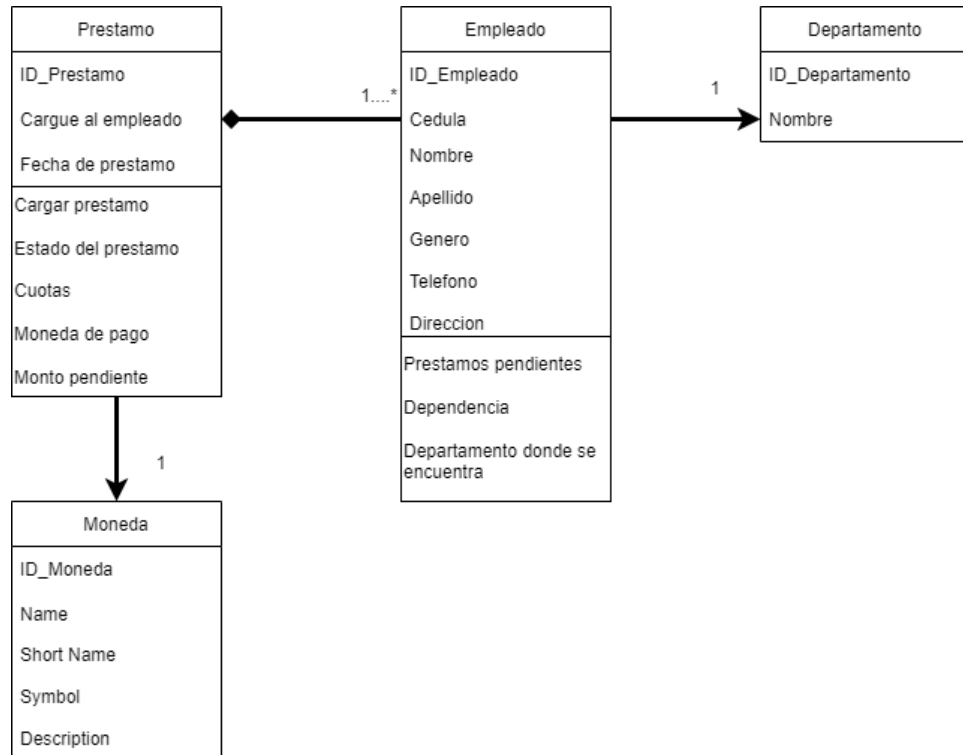 Prestamo
ID_Prestamo
Cargue al empleado
Fecha de prestamo
Cargar prestamo
Estado del prestamo
Cuotas
Moneda de pago
Monto pendiente
1....*
Empleado
ID_Empleado
Cedula
Nombre
Apellido
Genero
Telefono
Direccion
Prestamos pendientes
Dependencia
Departamento donde se
encuentra
1
Departamento
ID_Departamento
Nombre
1
Moneda
ID_Moneda
Name
Short Name
Symbol
Description